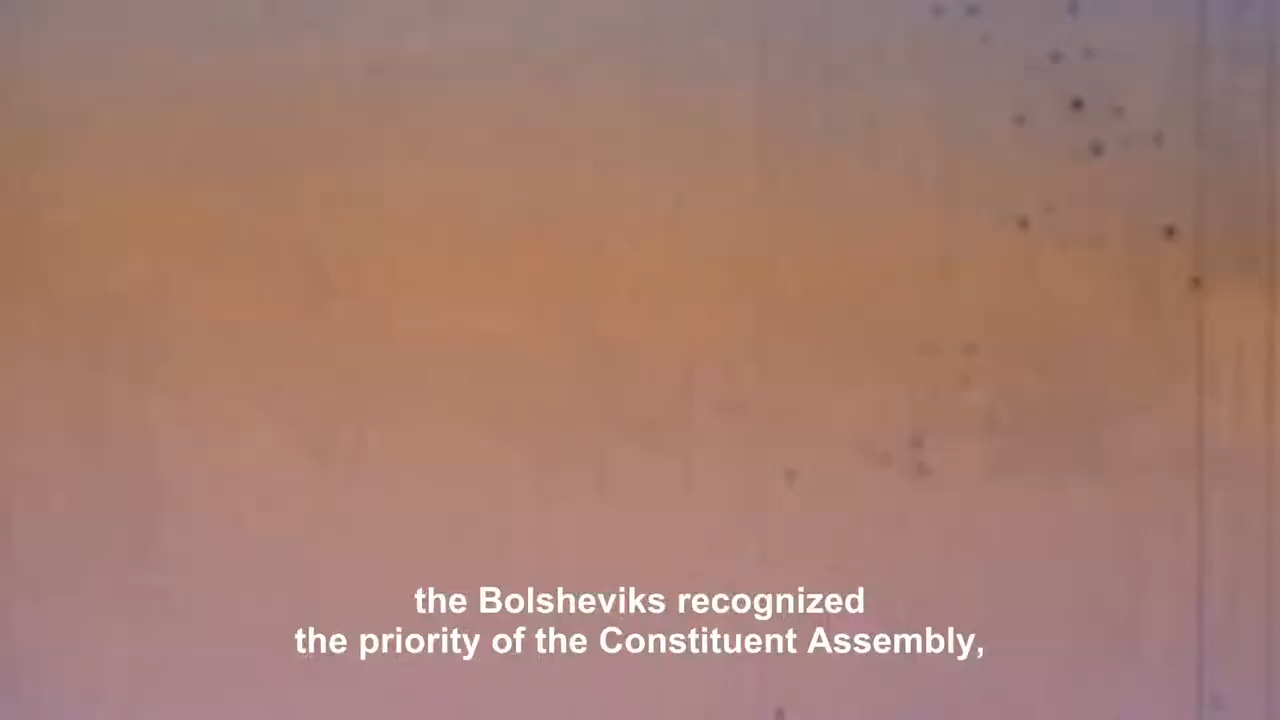 the Bolsheviks recognized
the priority of the Constituent Assembly,